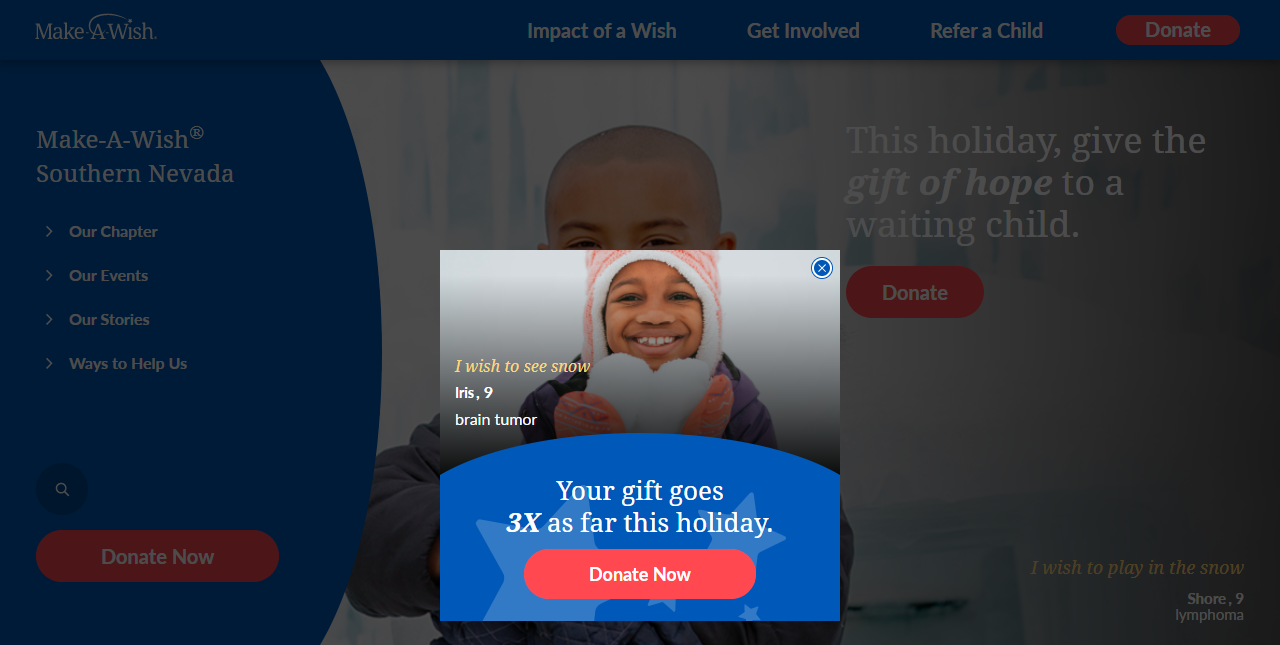 Make-A-Wish.
Impact of a Wish
Get Involved
Refer a Child
Donate
Make-A-Wish®
Southern Nevada
Our Chapter
Our Events
Our Stories
Ways to Help Us
Donate Now
This holiday, give the
gift of hope to a
waiting child.
Donate
I wish to see snow
Iris, 9
brain tumor
Your gift goes
3X as far this holiday.
Donate Now
I wish to play in the snow
Shore, 9
lymphoma